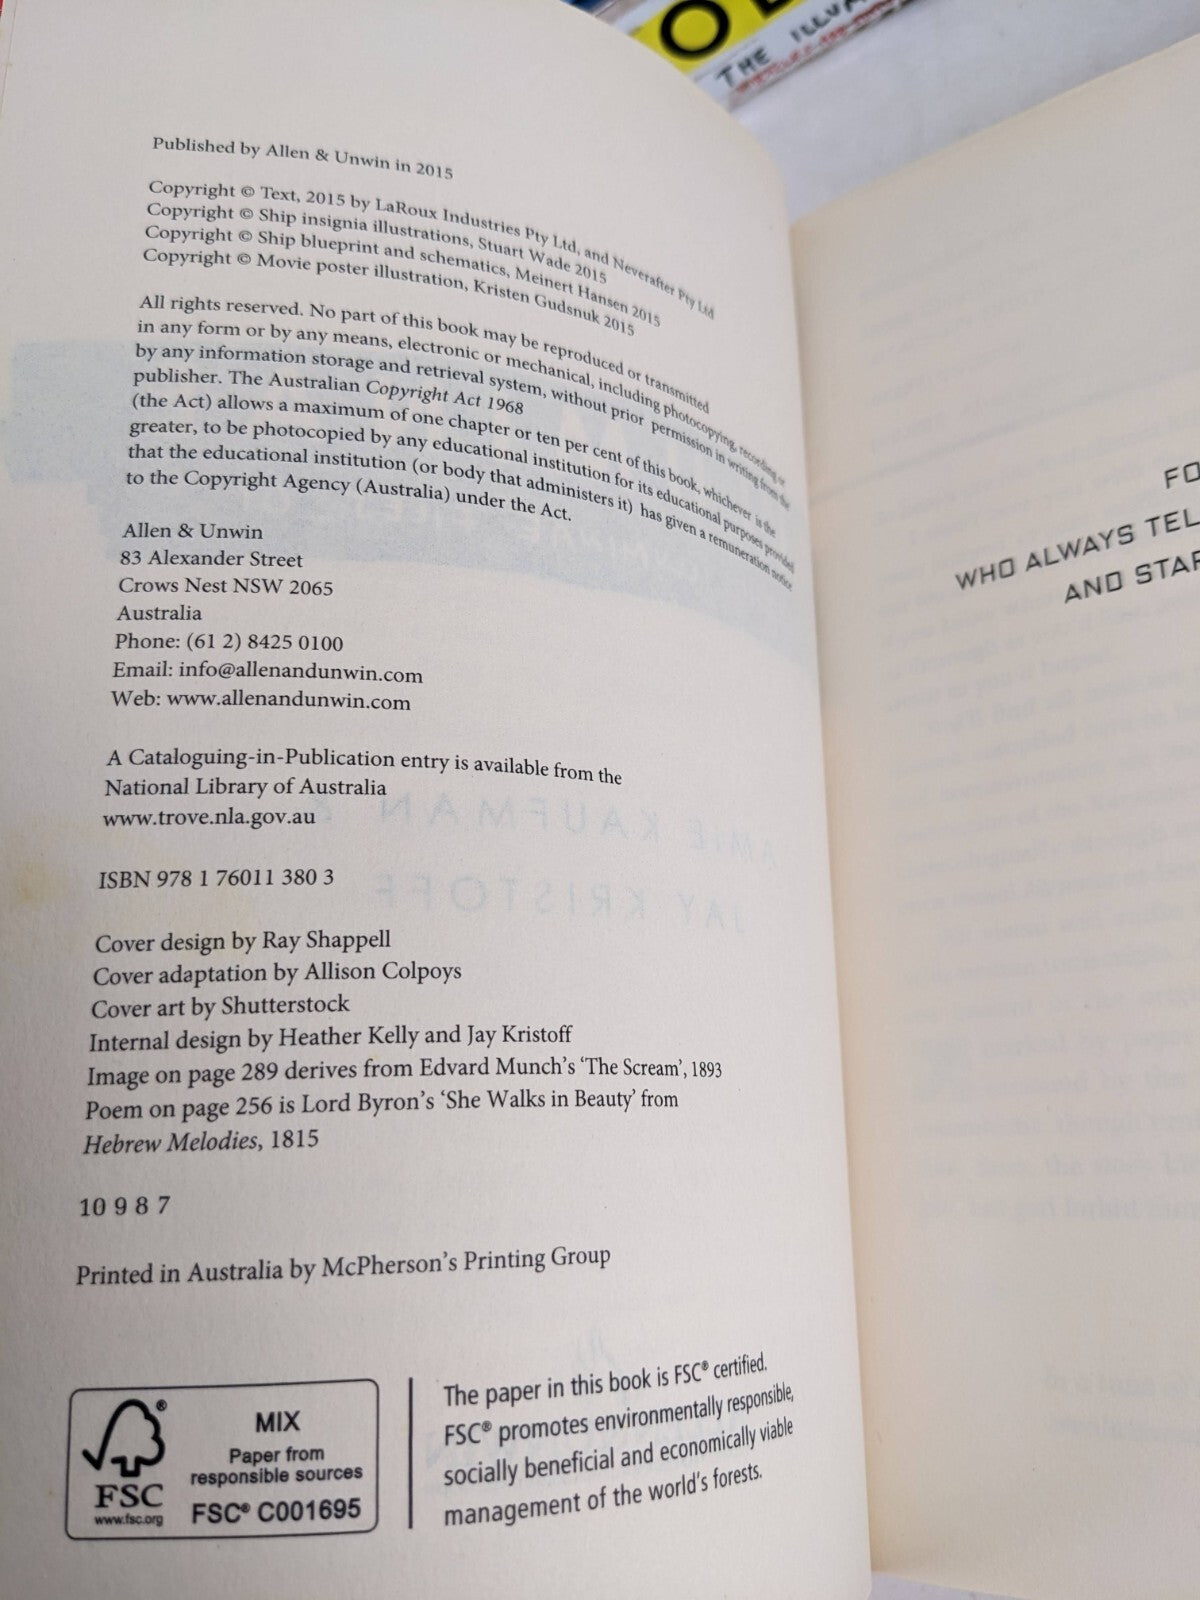 THE
Published by Allen & Unwin in 2015
Copyright © Text, 2015 by LaRoux Industries Pty Ltd, and Neverafter Pty Ltd
Copyright © Ship insignia illustrations, Stuart Wade 2015
Copyright © Ship blueprint and schematics, Meinert Hansen 2015
Copyright © Movie poster illustration, Kristen Gudsnuk 2015
All rights reserved. No part of this book may be reproduced or transmitted
in any form or by any means, electronic or mechanical, including photocopying, recording or
by any information storage and retrieval system, without prior permission in writing from the
publisher. The Australian Copyright Act 1968
(the Act) allows a maximum of one chapter or ten per cent of this book, whichever is the
greater, to be photocopied by any educational institution for its educational purposes provided
that the educational institution (or body that administers it) has given a remuneration notice
to the Copyright Agency (Australia) under the Act.
Allen & Unwin
83 Alexander Street
Crows Nest NSW 2065
Australia
Phone: (61 2) 8425 0100
Email: info@allenandunwin.com
Web: www.allenandunwin.com
A Cataloguing-in-Publication entry is available from the
National Library of Australia
www.trove.nla.gov.au
ISBN 978 1 76011 380 3
Cover design by Ray Shappell
Cover adaptation by Allison Colpoys
Cover art by Shutterstock
Internal design by Heather Kelly and Jay Kristoff
Image on page 289 derives from Edvard Munch's 'The Scream', 1893
Poem on page 256 is Lord Byron's 'She Walks in Beauty' from
Hebrew Melodies, 1815
10 9 8 7
Printed in Australia by McPherson's Printing Group
FSC
www.fsc.org
MIX
Paper from
responsible sources
FSC® C001695
The paper in this book is FSC® certified.
FSC® promotes environmentally responsible,
socially beneficial and economically viable
management of the world's forests.
FO
WHO ALWAYS TEL
AND STAR